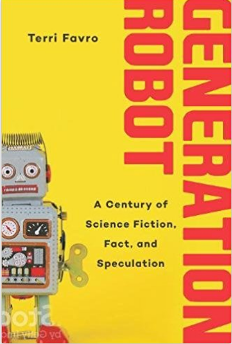 Terri Favro
GENERATION
ROBOT
A Century of
Science Fiction,
Fact, and
Speculation